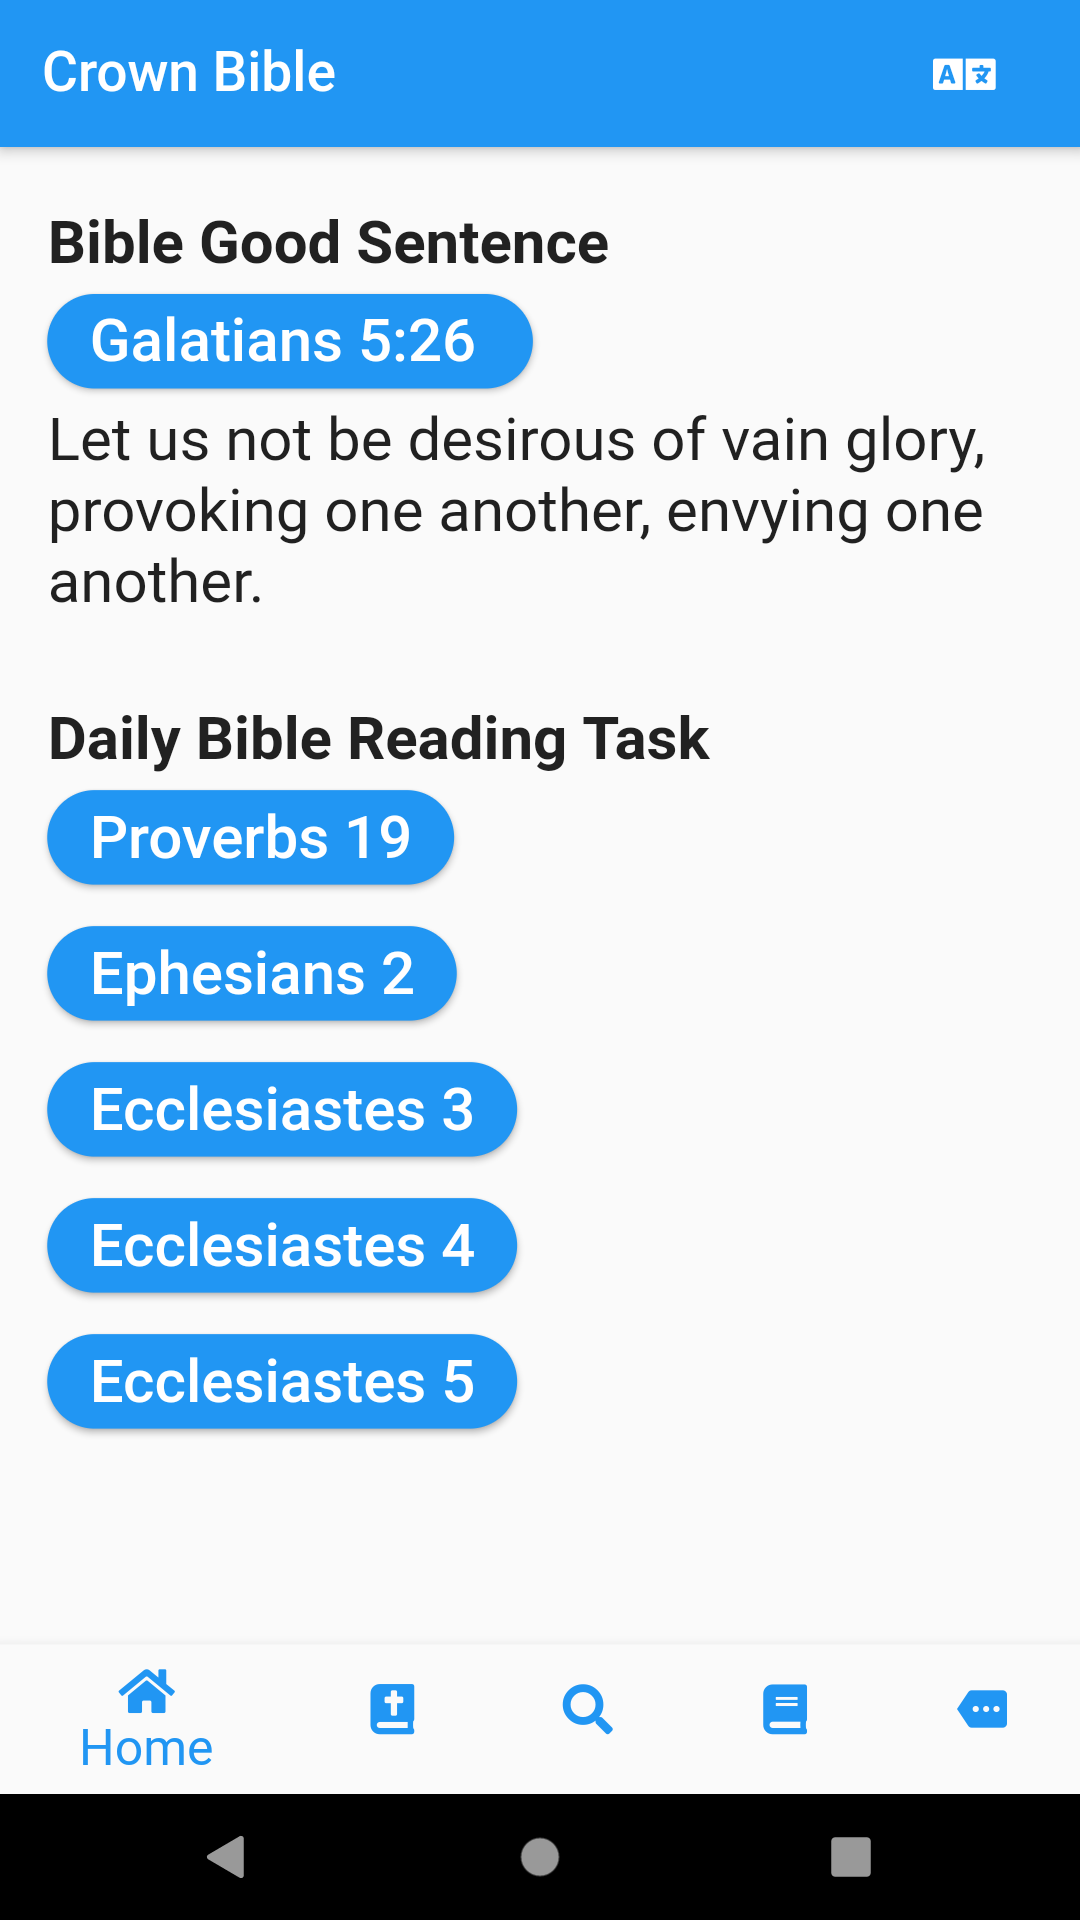 Crown Bible
A 文
Bible Good Sentence
Galatians 5:26
Let us not be desirous of vain glory,
provoking one another, envying one
another.
Daily Bible Reading Task
Proverbs 19
Ephesians 2
Ecclesiastes 3
Ecclesiastes 4
Ecclesiastes 5
Home